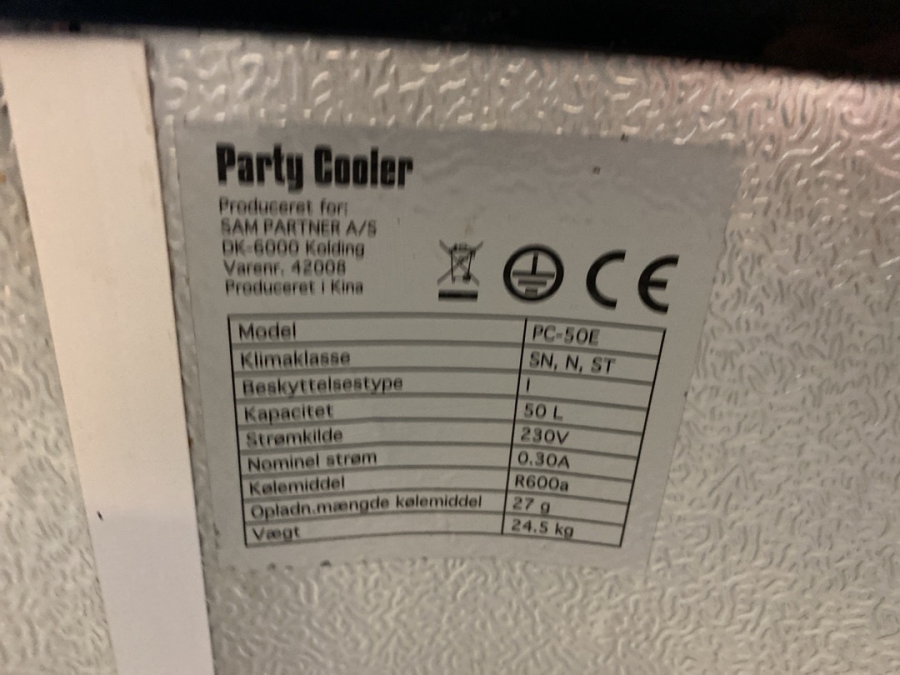 Party Cooler
Produceret for:
SAM PARTNER A/S
DK-6000 Kolding
Varenr. 42008
Produceret i Kina
CE
Model PC-50E
Klimaklasse SN, N, ST
Beskyttelsestype I
Kapacitet 50 L
Strømkilde 230V
Nominel strøm 0.30A
Kølemiddel R600a
Opladn.mængde kølemiddel 27 g
Vægt 24.5 kg